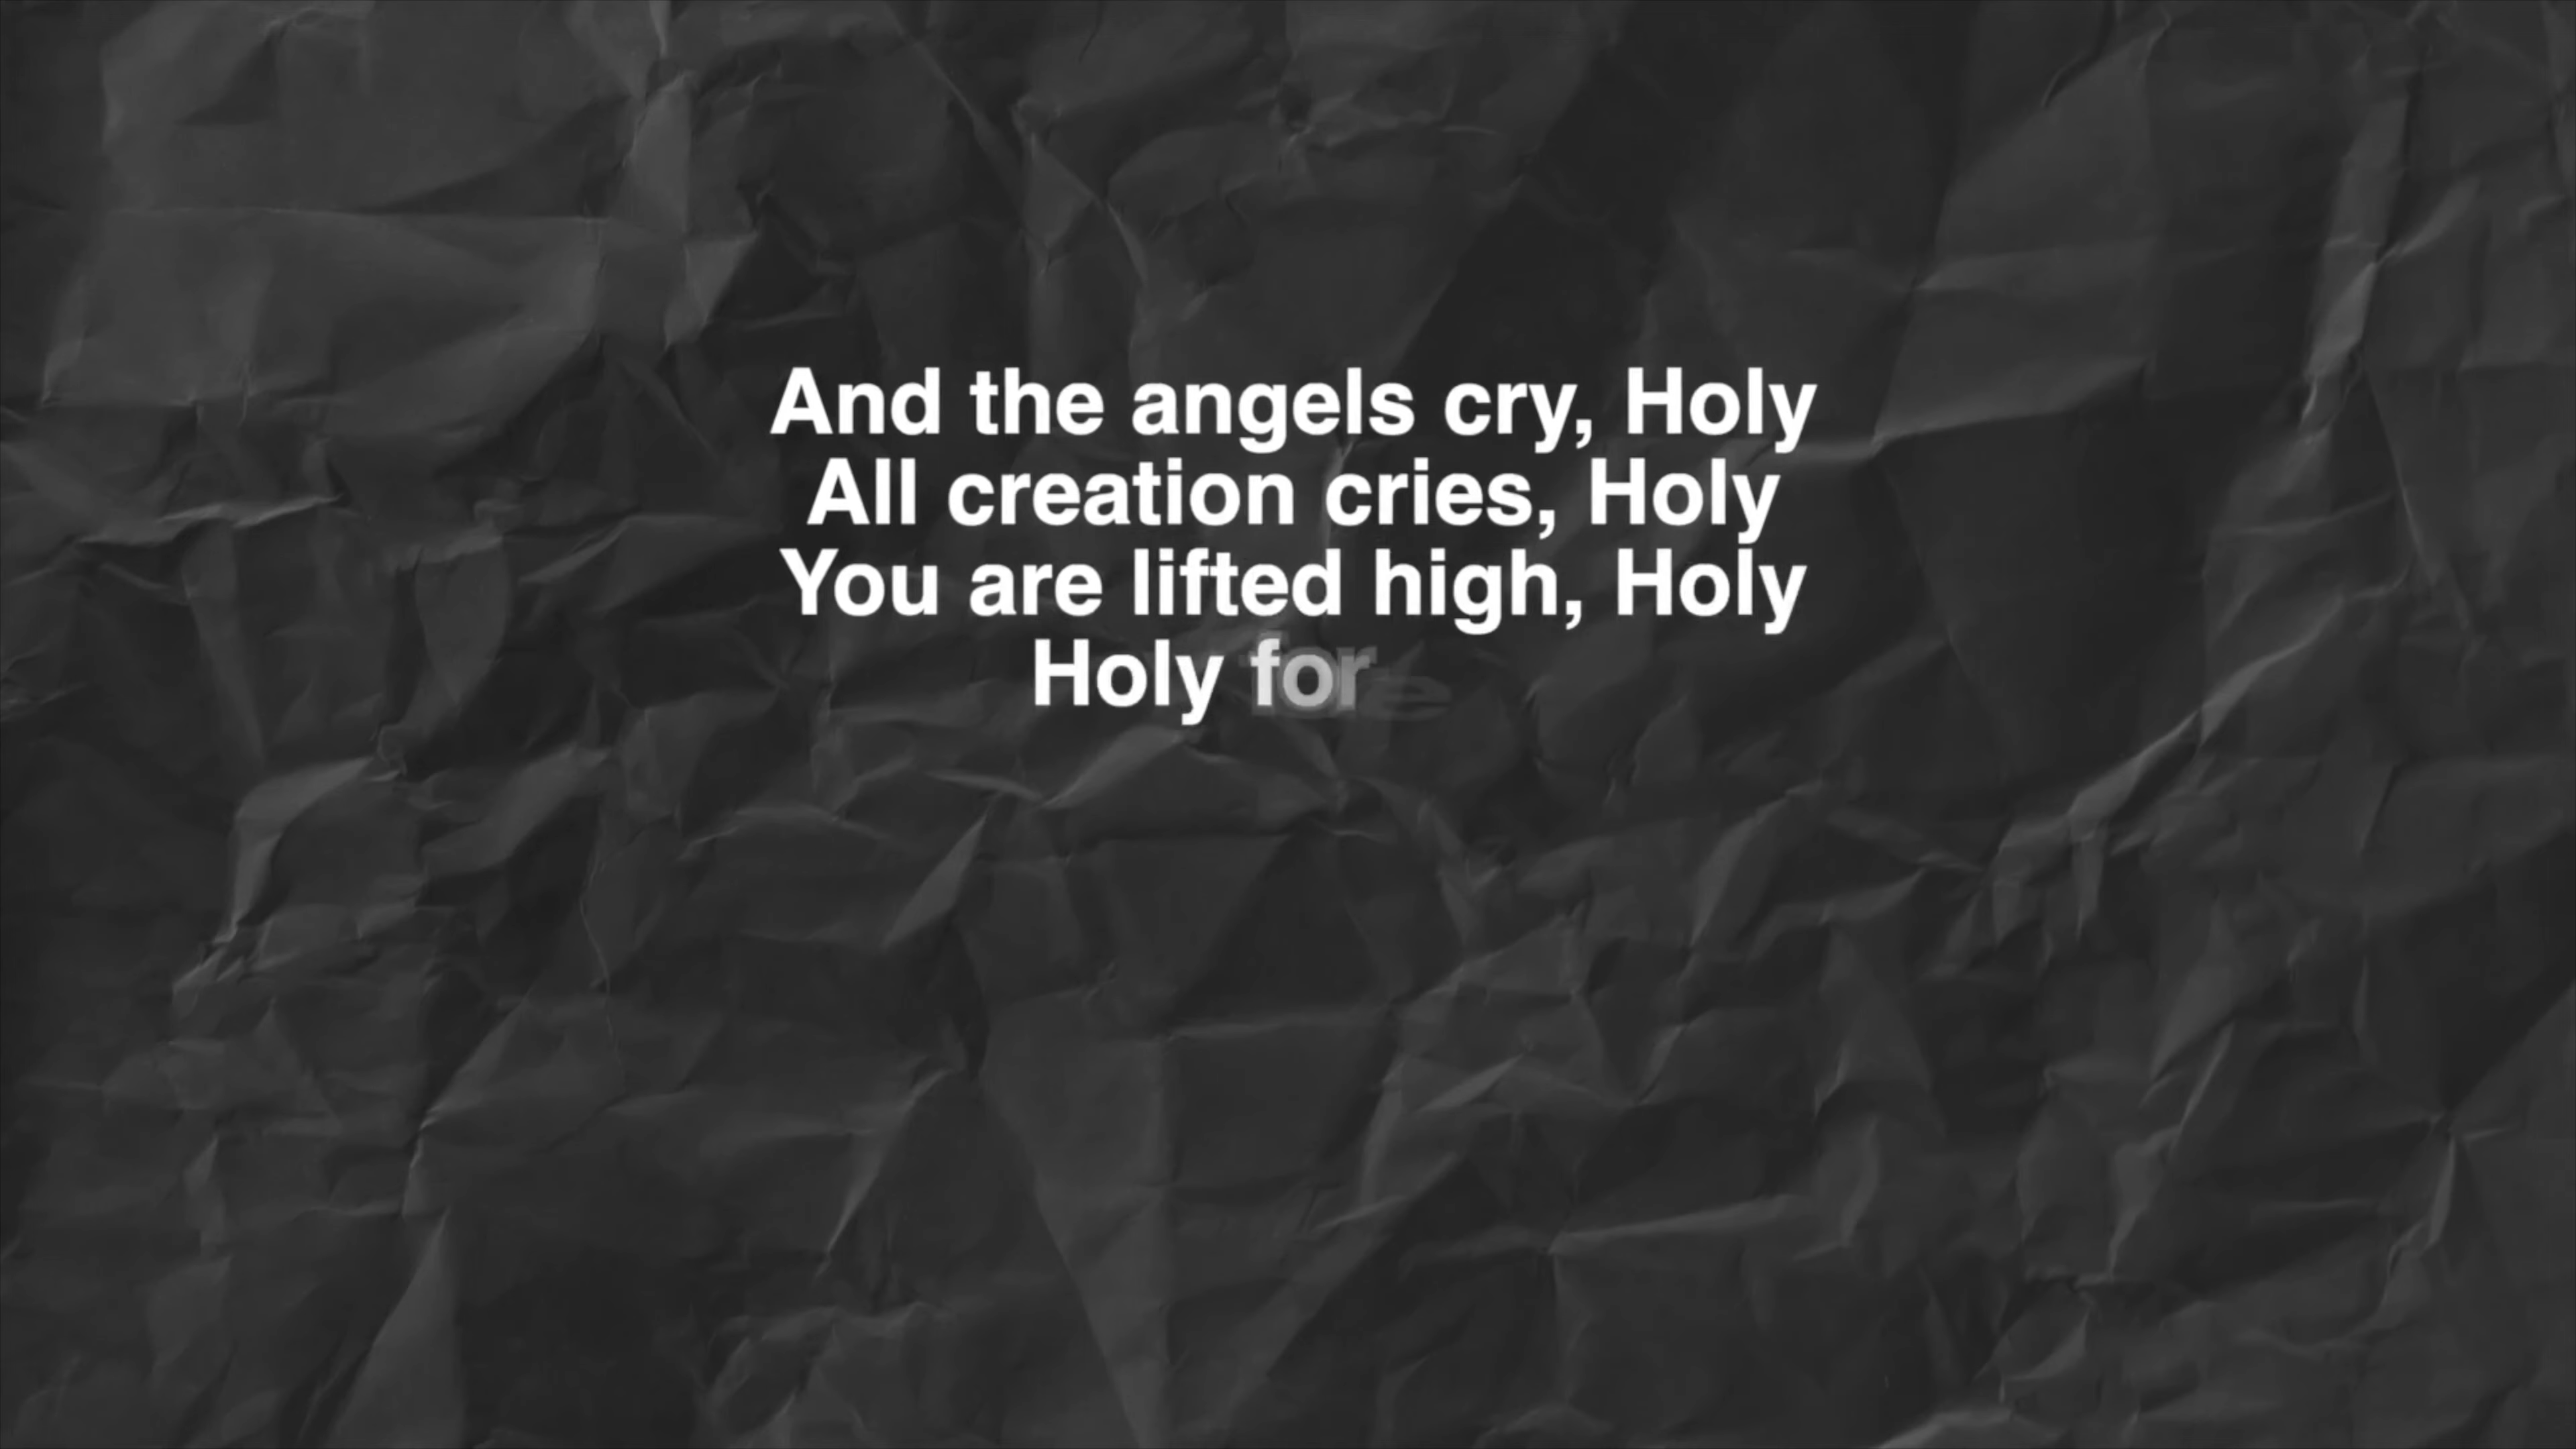 And the angels cry, Holy
All creation cries, Holy
You are lifted high, Holy
Holy for